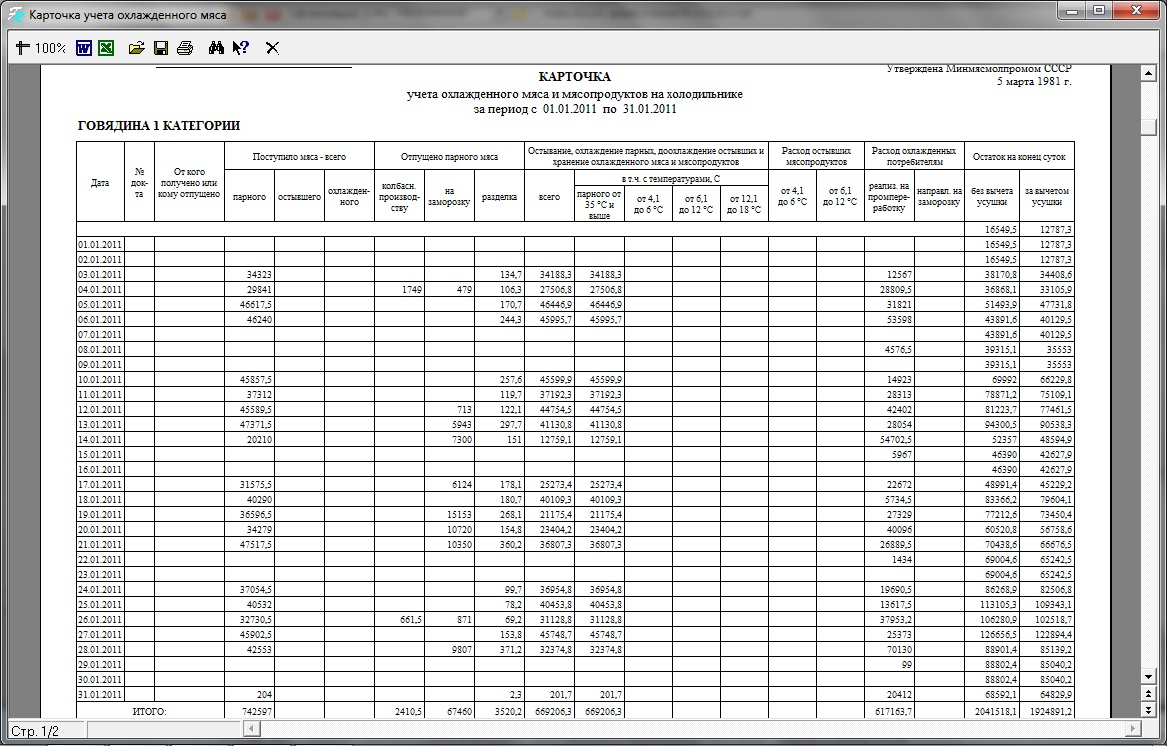 Карточка учета охлажденного мяса
100%
Утверждена Минмясмолпромом СССР
5 марта 1981 г.
КАРТОЧКА
учета охлажденного мяса и мясопродуктов на холодильнике
за период с 01.01.2011 по 31.01.2011
ГОВЯДИНА 1 КАТЕГОРИИ
Дата
№ док-та
От кого получено или кому отпущено
Поступило мяса - всего
парного
остывшего
охлажден-ного
Отпущено парного мяса
колбасн. производ-ству
на заморозку
разделка
Остывание, охлаждение парных, доохлаждение остывших и хранение охлажденного мяса и мясопродуктов
всего
в т.ч. с температурами, С
парного от 35 °С и выше
от 4,1 до 6 °С
от 6,1 до 12 °С
от 12,1 до 18 °С
Расход остывших мясопродуктов
от 4,1 до 6 °С
от 6,1 до 12 °С
Расход охлажденных потребителям
реализ. на промпере-работку
направл. на заморозку
Остаток на конец суток
без вычета усушки
за вычетом усушки
16549,5 12787,3
01.01.2011 16549,5 12787,3
02.01.2011 16549,5 12787,3
03.01.2011 34323 134,7 34188,3 34188,3 12567 38170,8 34408,6
04.01.2011 29841 1749 479 106,3 27506,8 27506,8 28809,5 36868,1 33105,9
05.01.2011 46617,5 170,7 46446,9 46446,9 31821 51493,9 47731,8
06.01.2011 46240 244,3 45995,7 45995,7 53598 43891,6 40129,5
07.01.2011 43891,6 40129,5
08.01.2011 4576,5 39315,1 35553
09.01.2011 39315,1 35553
10.01.2011 45857,5 257,6 45599,9 45599,9 14923 69992 66229,8
11.01.2011 37312 119,7 37192,3 37192,3 28313 78871,2 75109,1
12.01.2011 45589,5 713 122,1 44754,5 44754,5 42402 81223,7 77461,5
13.01.2011 47371,5 5943 297,7 41130,8 41130,8 28054 94300,5 90538,3
14.01.2011 20210 7300 151 12759,1 12759,1 54702,5 52357 48594,9
15.01.2011 5967 46390 42627,9
16.01.2011 46390 42627,9
17.01.2011 31575,5 6124 178,1 25273,4 25273,4 22672 48991,4 45229,2
18.01.2011 40290 180,7 40109,3 40109,3 5734,5 83366,2 79604,1
19.01.2011 36596,5 15153 268,1 21175,4 21175,4 27329 77212,6 73450,4
20.01.2011 34279 10720 154,8 23404,2 23404,2 40096 60520,8 56758,6
21.01.2011 47517,5 10350 360,2 36807,3 36807,3 26889,5 70438,6 66676,5
22.01.2011 1434 69004,6 65242,5
23.01.2011 69004,6 65242,5
24.01.2011 37054,5 99,7 36954,8 36954,8 19690,5 86268,9 82506,8
25.01.2011 40532 78,2 40453,8 40453,8 13617,5 113105,3 109343,1
26.01.2011 32730,5 661,5 871 69,2 31128,8 31128,8 37953,2 106280,9 102518,7
27.01.2011 45902,5 153,8 45748,7 45748,7 25373 126656,5 122894,4
28.01.2011 42553 9807 371,2 32374,8 32374,8 70130 88901,4 85139,2
29.01.2011 99 88802,4 85040,2
30.01.2011 88802,4 85040,2
31.01.2011 204 2,3 201,7 201,7 20412 68592,1 64829,9
ИТОГО: 742597 2410,5 67460 3520,2 669206,3 669206,3 617163,7 2041518,1 1924891,2
Стр. 1/2